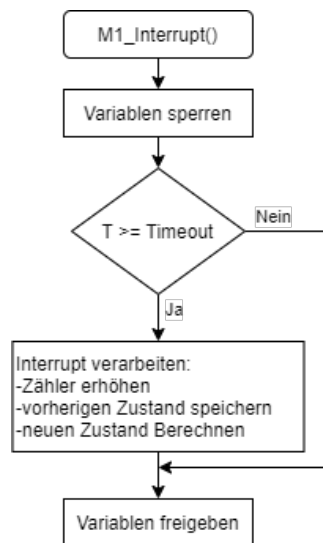 M1_Interrupt()
Variablen sperren
T >= Timeout
Nein
Ja
Interrupt verarbeiten:
-Zähler erhöhen
-vorherigen Zustand speichern
-neuen Zustand Berechnen
Variablen freigeben